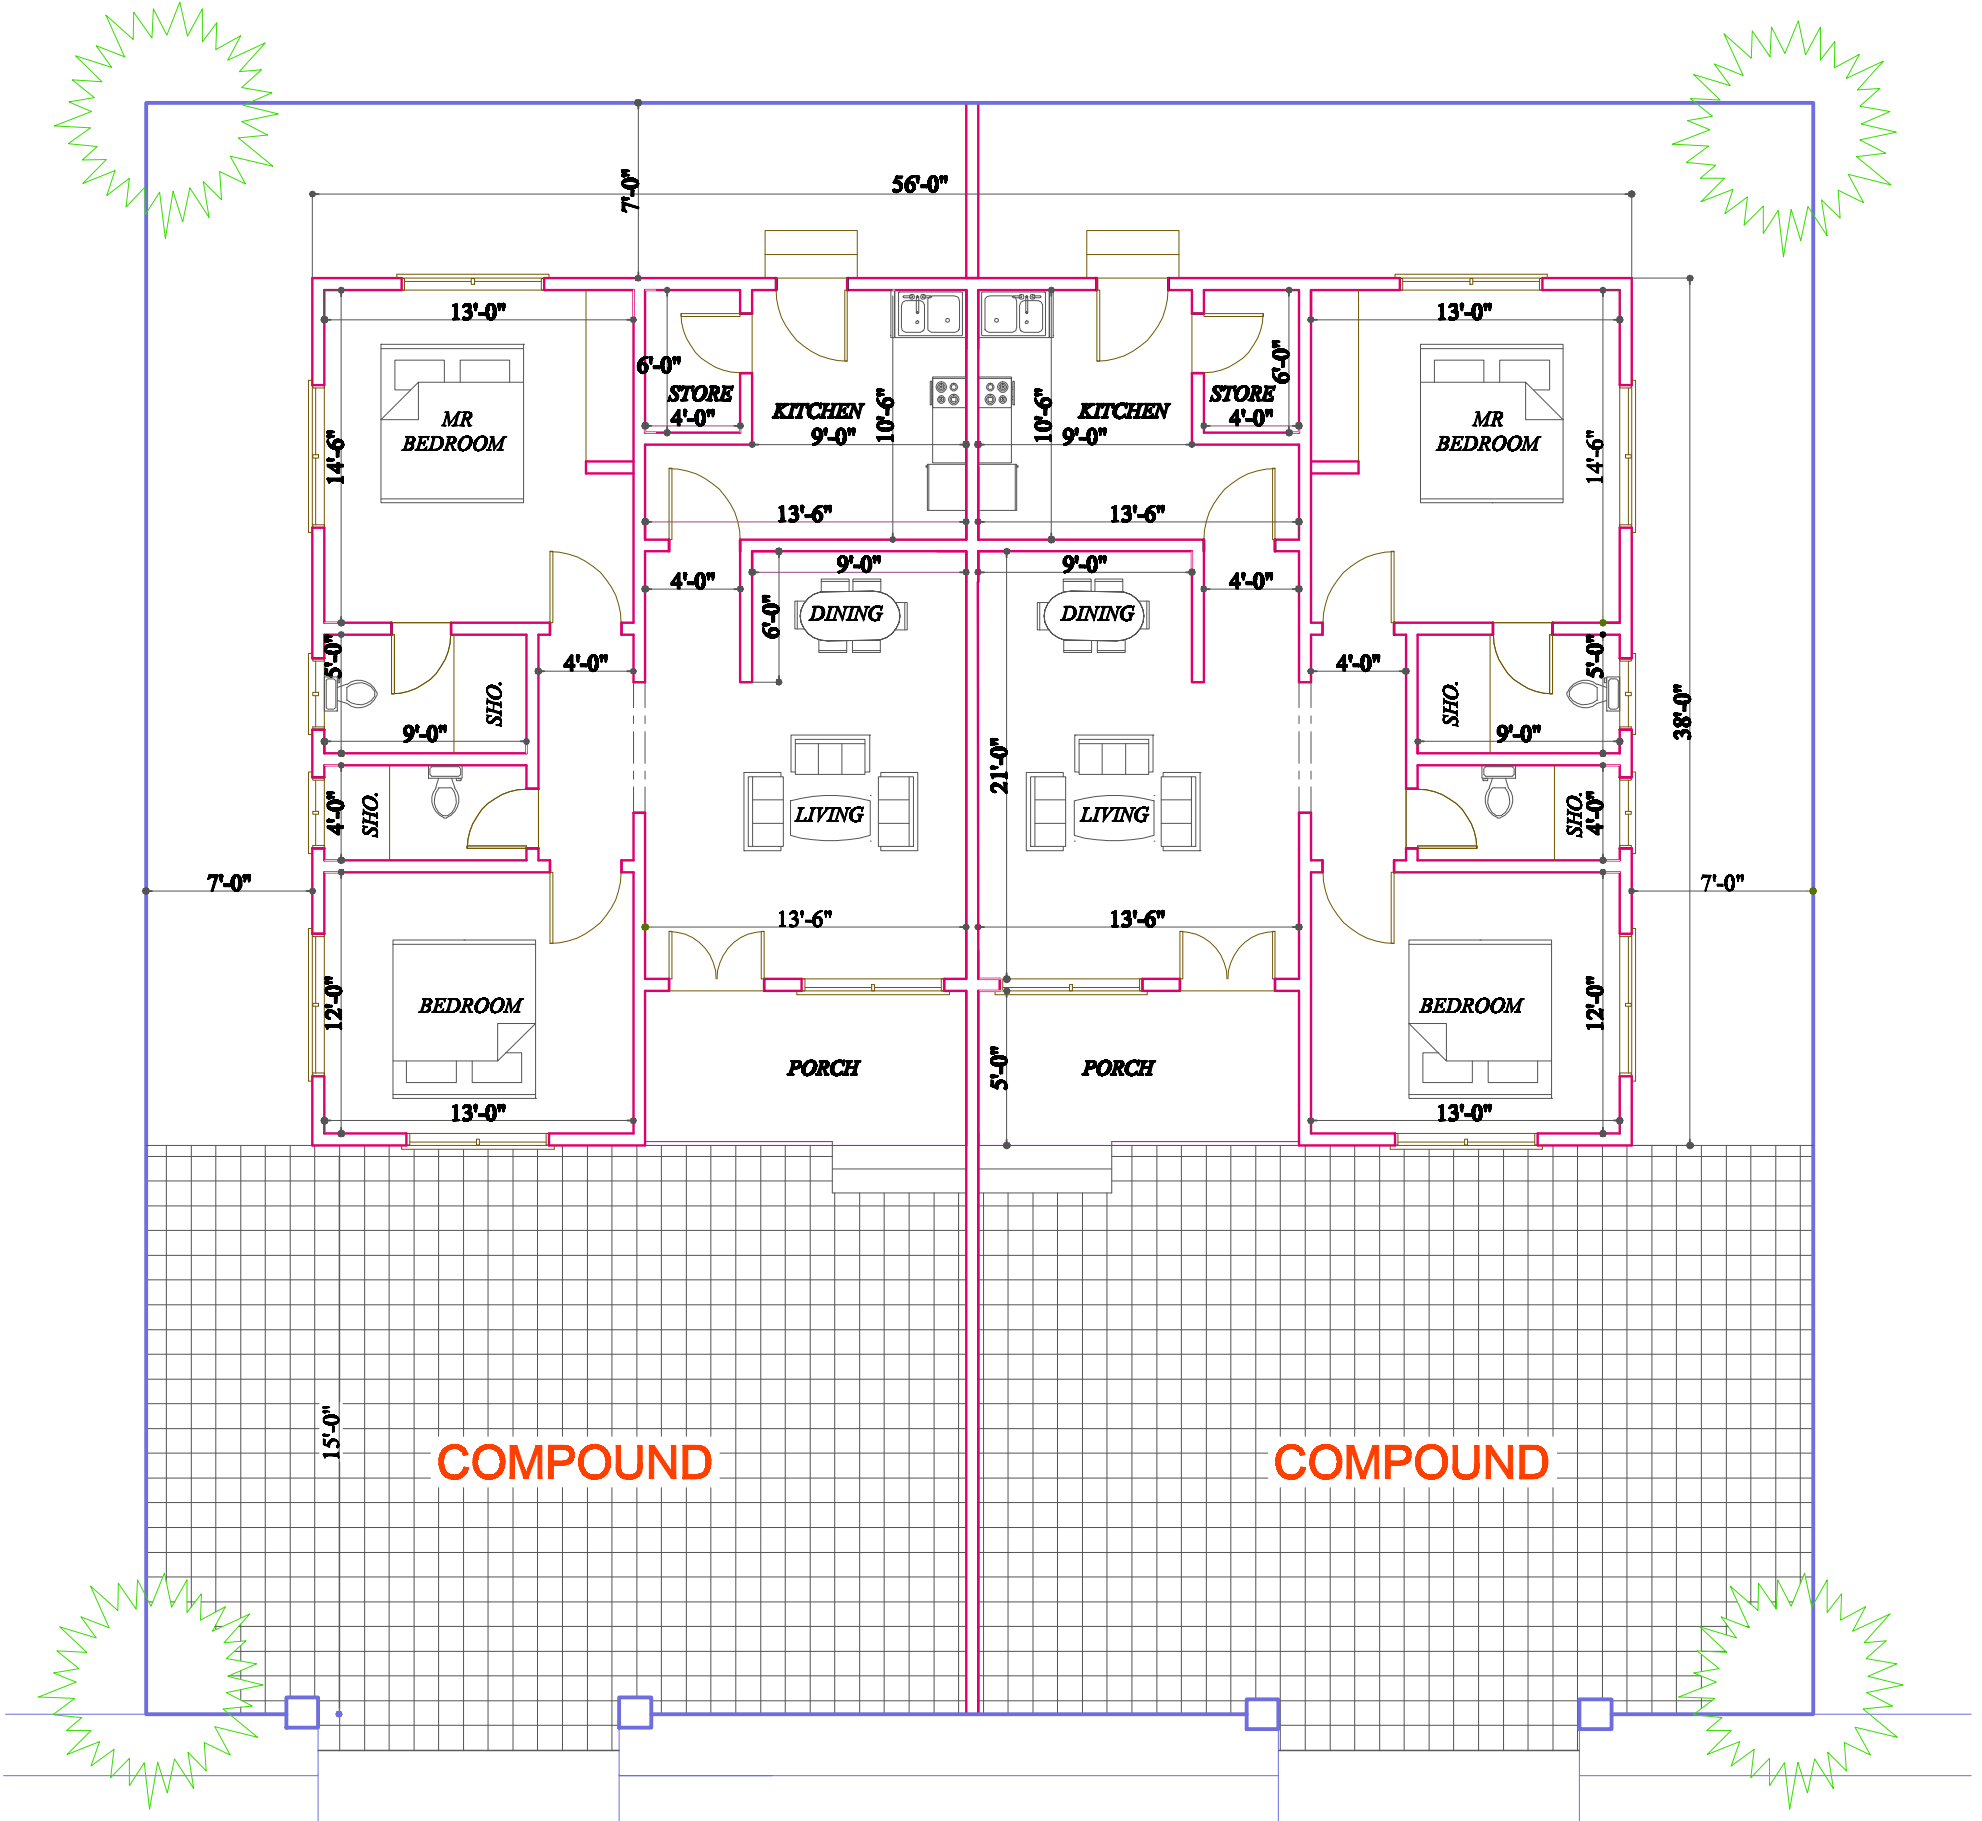 56'-0"
7'-0"
13'-0"
13'-0"
6'-0"
6'-0"
STORE
4'-0"
KITCHEN
9'-0"
10'-6"
10'-6"
KITCHEN
9'-0"
STORE
4'-0"
MR
BEDROOM
MR
BEDROOM
14'-6"
14'-6"
13'-6"
13'-6"
9'-0"
9'-0"
4'-0"
4'-0"
6'-0"
DINING
DINING
5'-0"
4'-0"
4'-0"
5'-0"
SHO.
SHO.
9'-0"
9'-0"
38'-0"
21'-0"
4'-0"
SHO.
LIVING
LIVING
SHO.
4'-0"
7'-0"
7'-0"
13'-6"
13'-6"
12'-0"
BEDROOM
BEDROOM
12'-0"
PORCH
5'-0"
PORCH
13'-0"
13'-0"
15'-0"
COMPOUND
COMPOUND